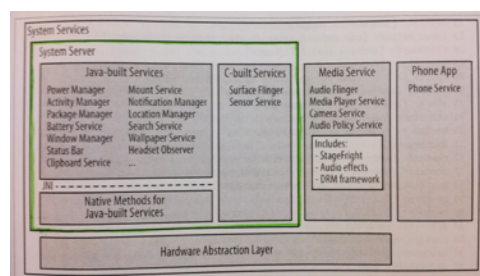 System Services
System Server
Java-built Services
Power Manager
Activity Manager
Package Manager
Battery Service
Window Manager
Status Bar
Clipboard Service
Mount Service
Notification Manager
Location Manager
Search Service
Wallpaper Service
Headset Observer
...
JNI
Native Methods for
Java-built Services
C-built Services
Surface Flinger
Sensor Service
Media Service
Audio Flinger
Media Player Service
Camera Service
Audio Policy Service
Includes:
- StageFright
- Audio effects
- DRM framework
Phone App
Phone Service
Hardware Abstraction Layer